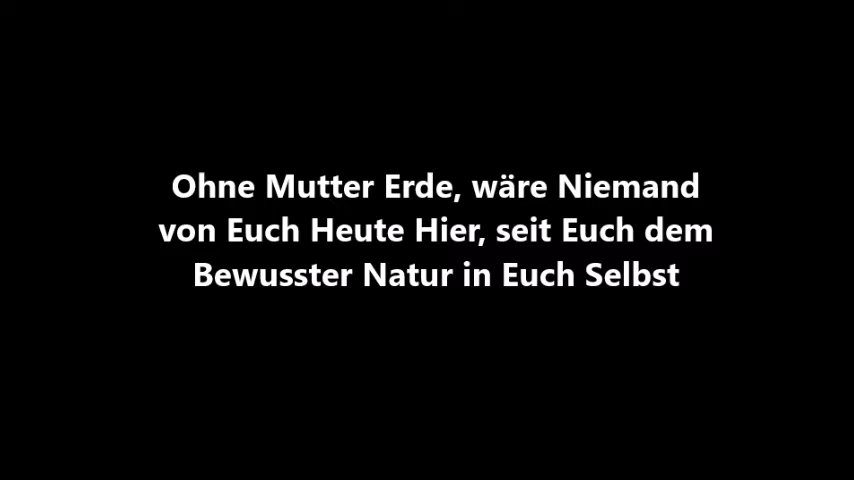 Ohne Mutter Erde, wäre Niemand
von Euch Heute Hier, seit Euch dem
Bewusster Natur in Euch Selbst